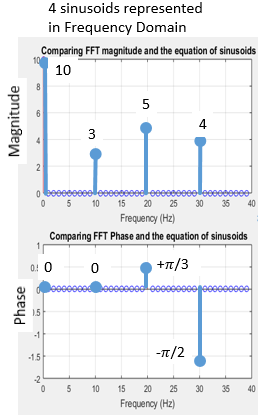 4 sinusoids represented
in Frequency Domain
Comparing FFT magnitude and the equation of sinusoids
Magnitude
10
8
6
4
2
0
10
3
5
4
0 5 10 15 20 25 30 35 40
Frequency (Hz)
Comparing FFT Phase and the equation of sinusoids
Phase
1
0.5
0
-0.5
-1
-1.5
-2
0
0
+π/3
-π/2
0 5 10 15 20 25 30 35 40
Frequency (Hz)